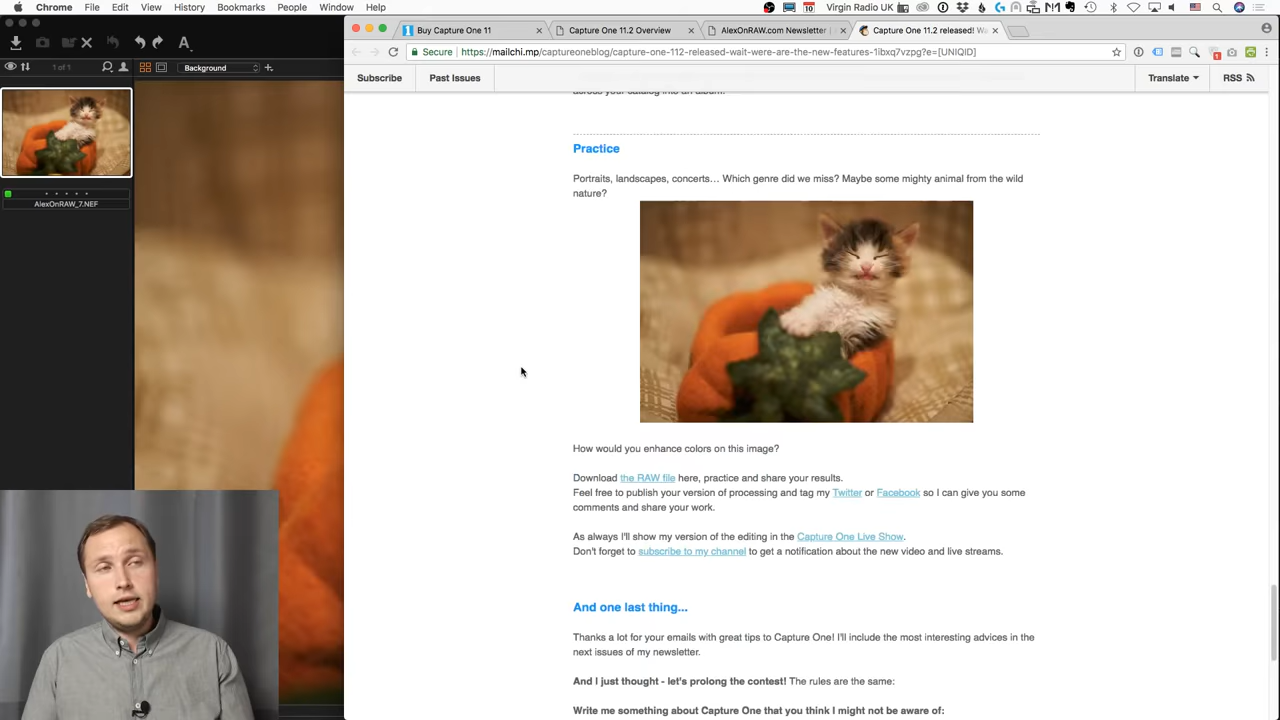 Chrome File Edit View History Bookmarks People Window Help
Virgin Radio UK
Buy Capture One 11
Capture One 11.2 Overview
AlexOnRAW.com Newsletter
Capture One 11.2 released! Wa
Secure https://mailchi.mp/captureoneblog/capture-one-112-released-wait-were-are-the-new-features-1ibxq7vzpg?e=[UNIQID]
1 of 1
Background
Subscribe
Past Issues
Translate
RSS
across your catalog into an album.
Practice
Portraits, landscapes, concerts… Which genre did we miss? Maybe some mighty animal from the wild
nature?
AlexOnRAW_7.NEF
How would you enhance colors on this image?
Download the RAW file here, practice and share your results.
Feel free to publish your version of processing and tag my Twitter or Facebook so I can give you some
comments and share your work.
As always I'll show my version of the editing in the Capture One Live Show.
Don't forget to subscribe to my channel to get a notification about the new video and live streams.
And one last thing...
Thanks a lot for your emails with great tips to Capture One! I'll include the most interesting advices in the
next issues of my newsletter.
And I just thought - let's prolong the contest! The rules are the same:
Write me something about Capture One that you think I might not be aware of: